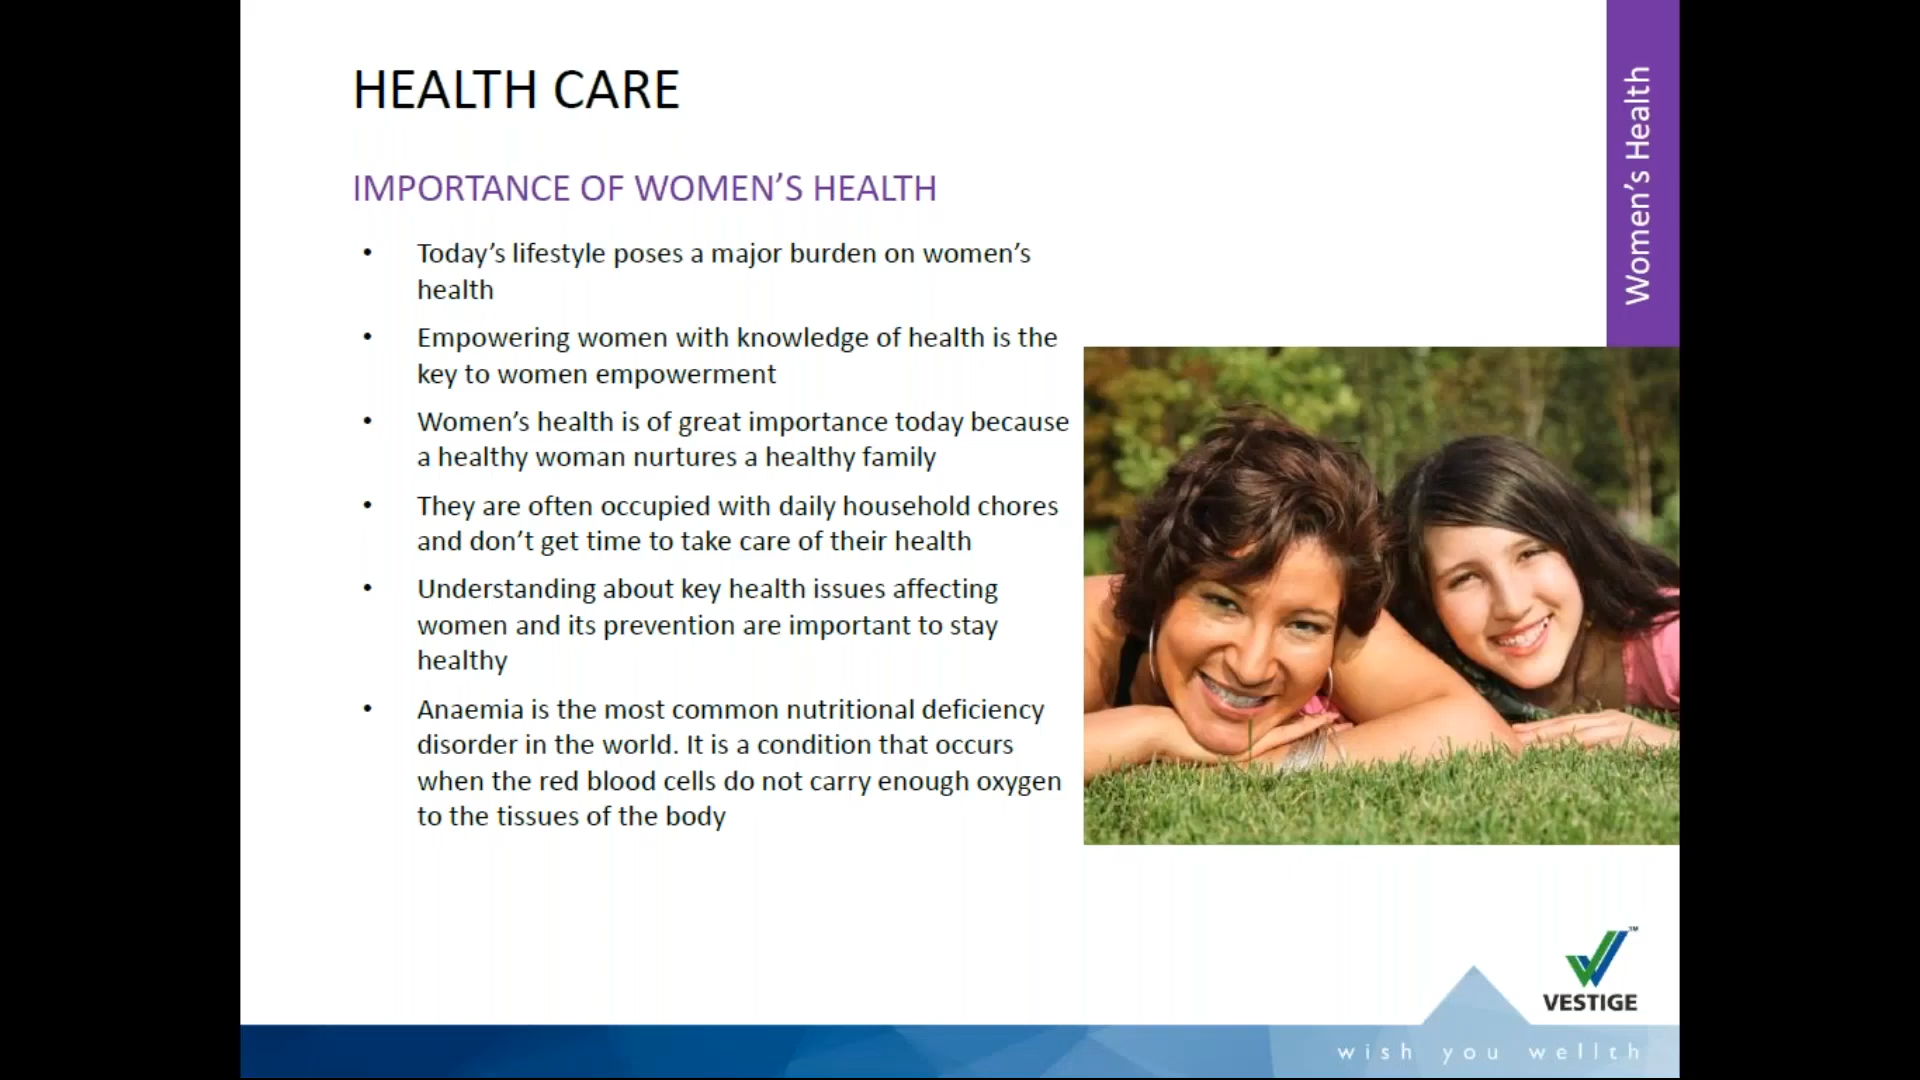 HEALTH CARE
Women’s Health
IMPORTANCE OF WOMEN’S HEALTH
• Today’s lifestyle poses a major burden on women’s
health
• Empowering women with knowledge of health is the
key to women empowerment
• Women’s health is of great importance today because
a healthy woman nurtures a healthy family
• They are often occupied with daily household chores
and don’t get time to take care of their health
• Understanding about key health issues affecting
women and its prevention are important to stay
healthy
• Anaemia is the most common nutritional deficiency
disorder in the world. It is a condition that occurs
when the red blood cells do not carry enough oxygen
to the tissues of the body
TM
VESTIGE
wish you wellth